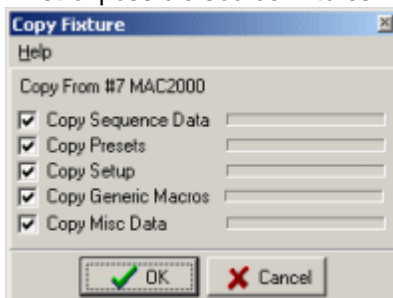 Copy Fixture
Help
Copy From #7 MAC2000
Copy Sequence Data
Copy Presets
Copy Setup
Copy Generic Macros
Copy Misc Data
OK Cancel